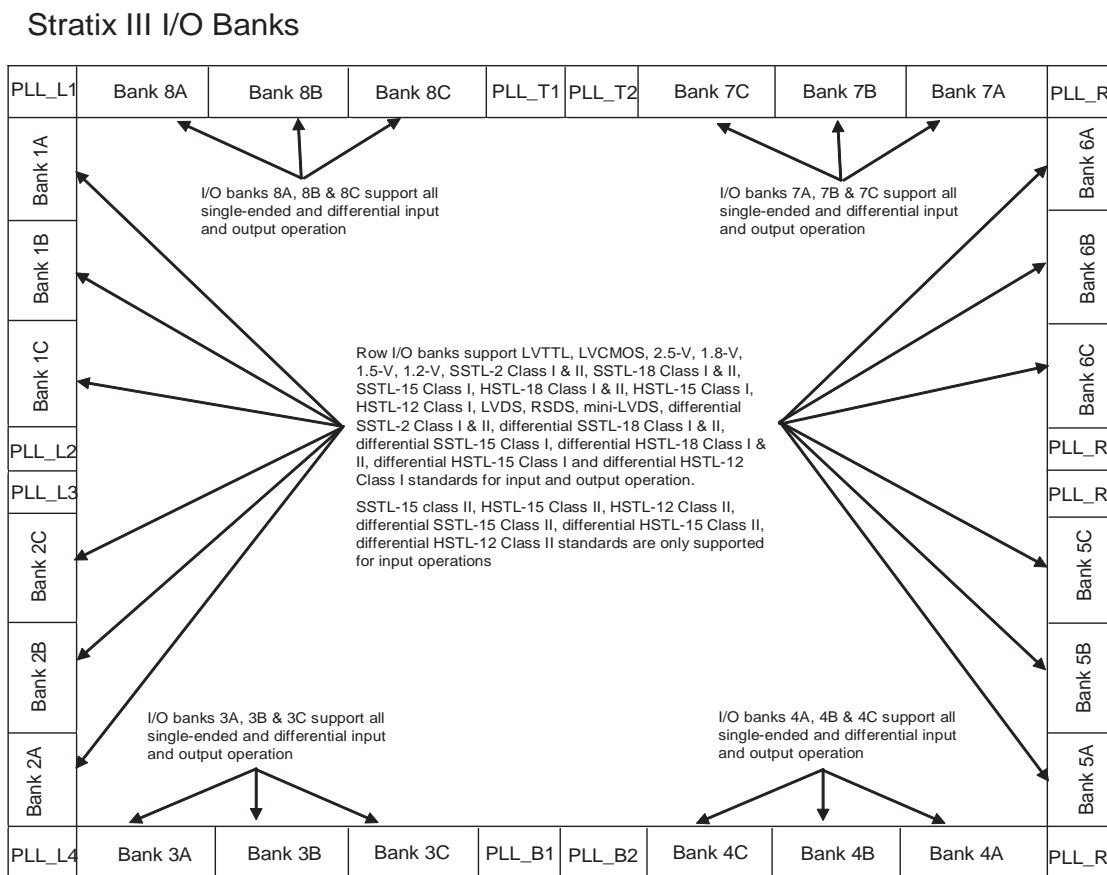 Stratix III I/O Banks
PLL_L1 Bank 8A Bank 8B Bank 8C PLL_T1 PLL_T2 Bank 7C Bank 7B Bank 7A PLL_R
Bank 1A
Bank 1B
Bank 1C
PLL_L2
PLL_L3
Bank 2C
Bank 2B
Bank 2A
I/O banks 8A, 8B & 8C support all
single-ended and differential input
and output operation
I/O banks 7A, 7B & 7C support all
single-ended and differential input
and output operation
Row I/O banks support LVTTL, LVCMOS, 2.5-V, 1.8-V,
1.5-V, 1.2-V, SSTL-2 Class I & II, SSTL-18 Class I & II,
SSTL-15 Class I, HSTL-18 Class I & II, HSTL-15 Class I,
HSTL-12 Class I, LVDS, RSDS, mini-LVDS, differential
SSTL-2 Class I & II, differential SSTL-18 Class I & II,
differential SSTL-15 Class I, differential HSTL-18 Class I &
II, differential HSTL-15 Class I and differential HSTL-12
Class I standards for input and output operation.
SSTL-15 class II, HSTL-15 Class II, HSTL-12 Class II,
differential SSTL-15 Class II, differential HSTL-15 Class II,
differential HSTL-12 Class II standards are only supported
for input operations
I/O banks 3A, 3B & 3C support all
single-ended and differential input
and output operation
I/O banks 4A, 4B & 4C support all
single-ended and differential input
and output operation
Bank 6A
Bank 6B
Bank 6C
PLL_R
PLL_R
Bank 5C
Bank 5B
Bank 5A
PLL_L4 Bank 3A Bank 3B Bank 3C PLL_B1 PLL_B2 Bank 4C Bank 4B Bank 4A PLL_R